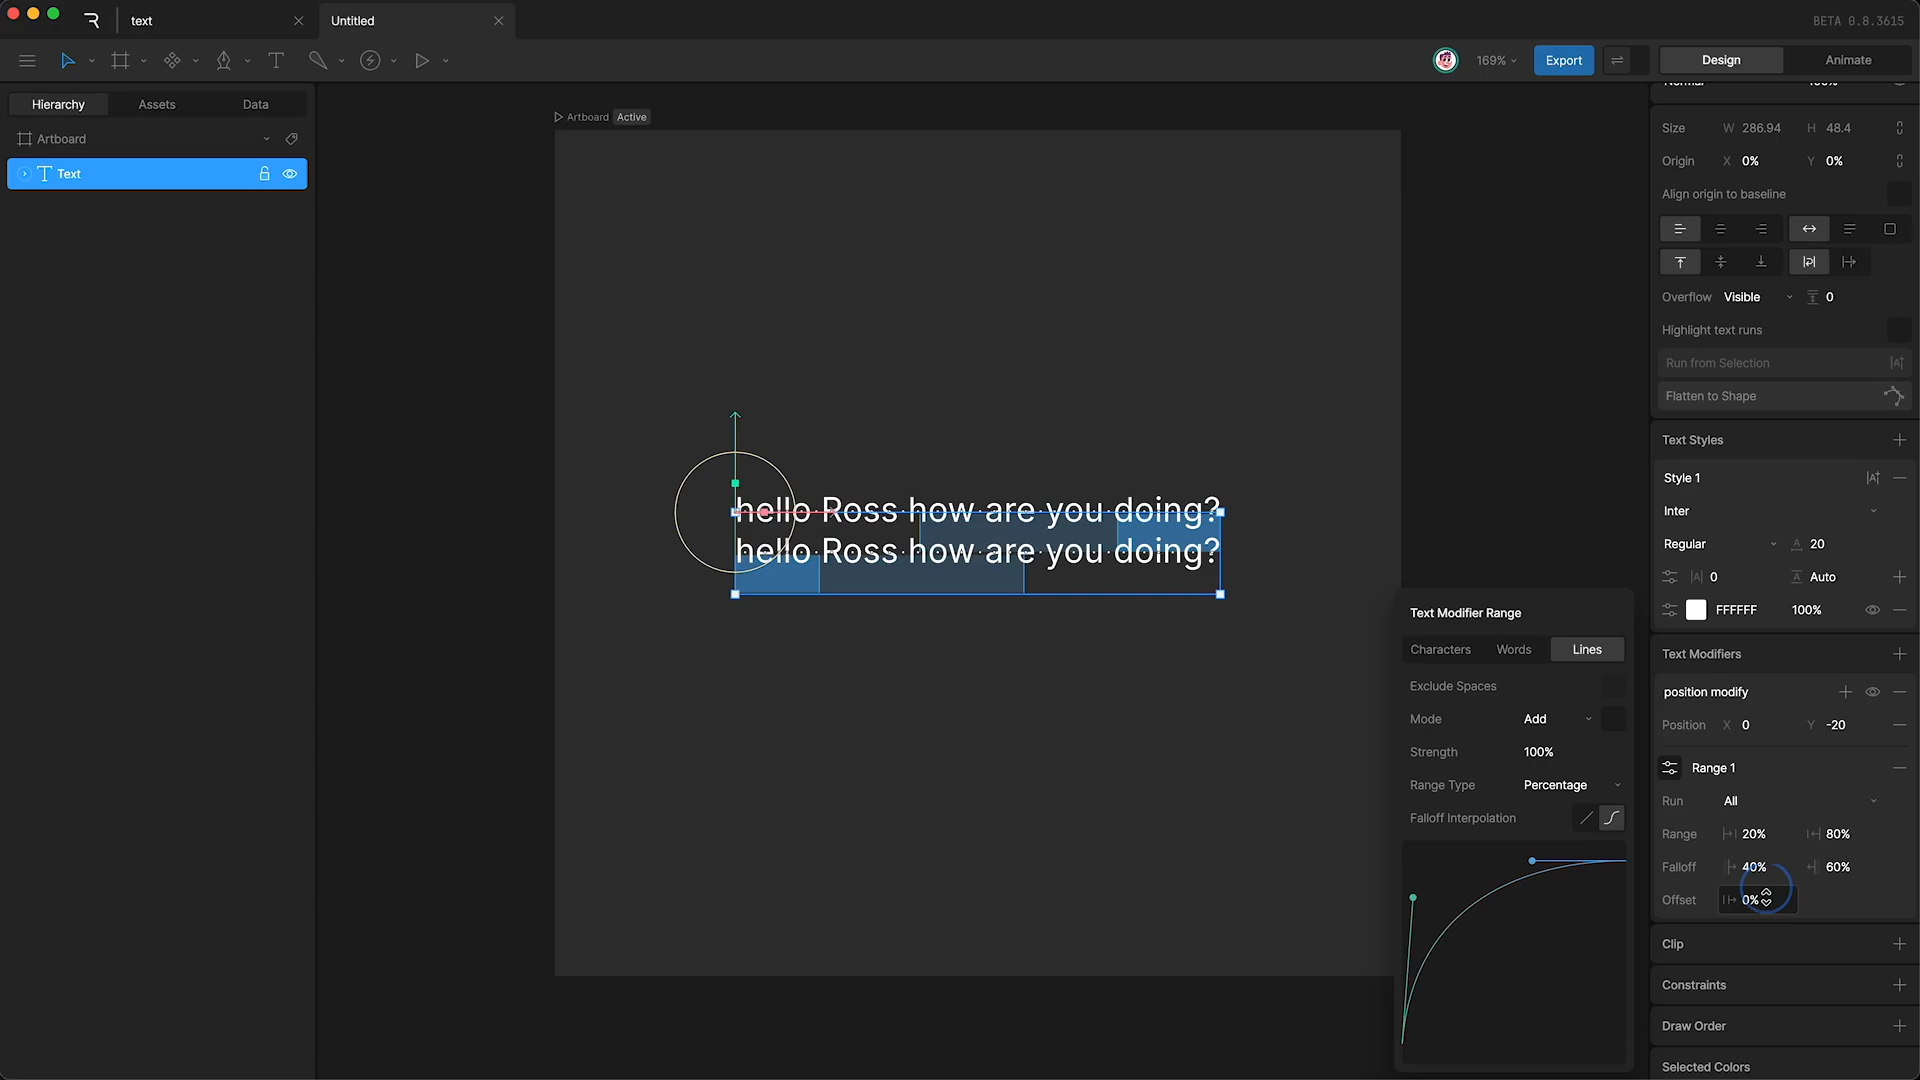 text
Untitled
BETA 0.8.3615
169%
Export
Design
Animate
Hierarchy
Assets
Data
Artboard
Text
Artboard
Active
hello Ross how are you doing?
hello Ross how are you doing?
Normal
100%
Size W 286.94 H 48.4
Origin X 0% Y 0%
Align origin to baseline
Overflow Visible 0
Highlight text runs
Run from Selection
Flatten to Shape
Text Styles
Style 1
Inter
Regular 20
0 Auto
FFFFFF 100%
Text Modifiers
position modify
Position X 0 Y -20
Range 1
Run All
Range 20% 80%
Falloff 40% 60%
Offset 0%
Clip
Constraints
Draw Order
Selected Colors
Text Modifier Range
Characters Words Lines
Exclude Spaces
Mode Add
Strength 100%
Range Type Percentage
Falloff Interpolation